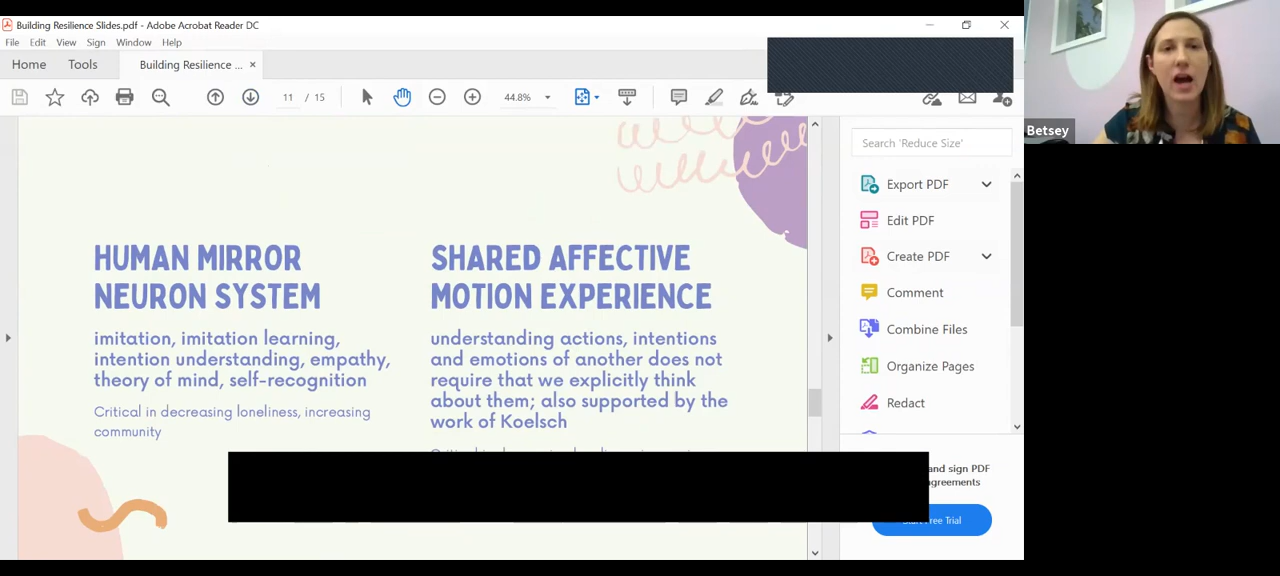 Building Resilience Slides.pdf - Adobe Acrobat Reader DC
File Edit View Sign Window Help
Home Tools Building Resilience ... ×
11 / 15 44.8%
Betsey
Search 'Reduce Size'
Export PDF
Edit PDF
Create PDF
Comment
Combine Files
Organize Pages
Redact
HUMAN MIRROR
NEURON SYSTEM
imitation, imitation learning,
intention understanding, empathy,
theory of mind, self-recognition
Critical in decreasing loneliness, increasing
community
SHARED AFFECTIVE
MOTION EXPERIENCE
understanding actions, intentions
and emotions of another does not
require that we explicitly think
about them; also supported by the
work of Koelsch
and sign PDF
agreements
Free Trial